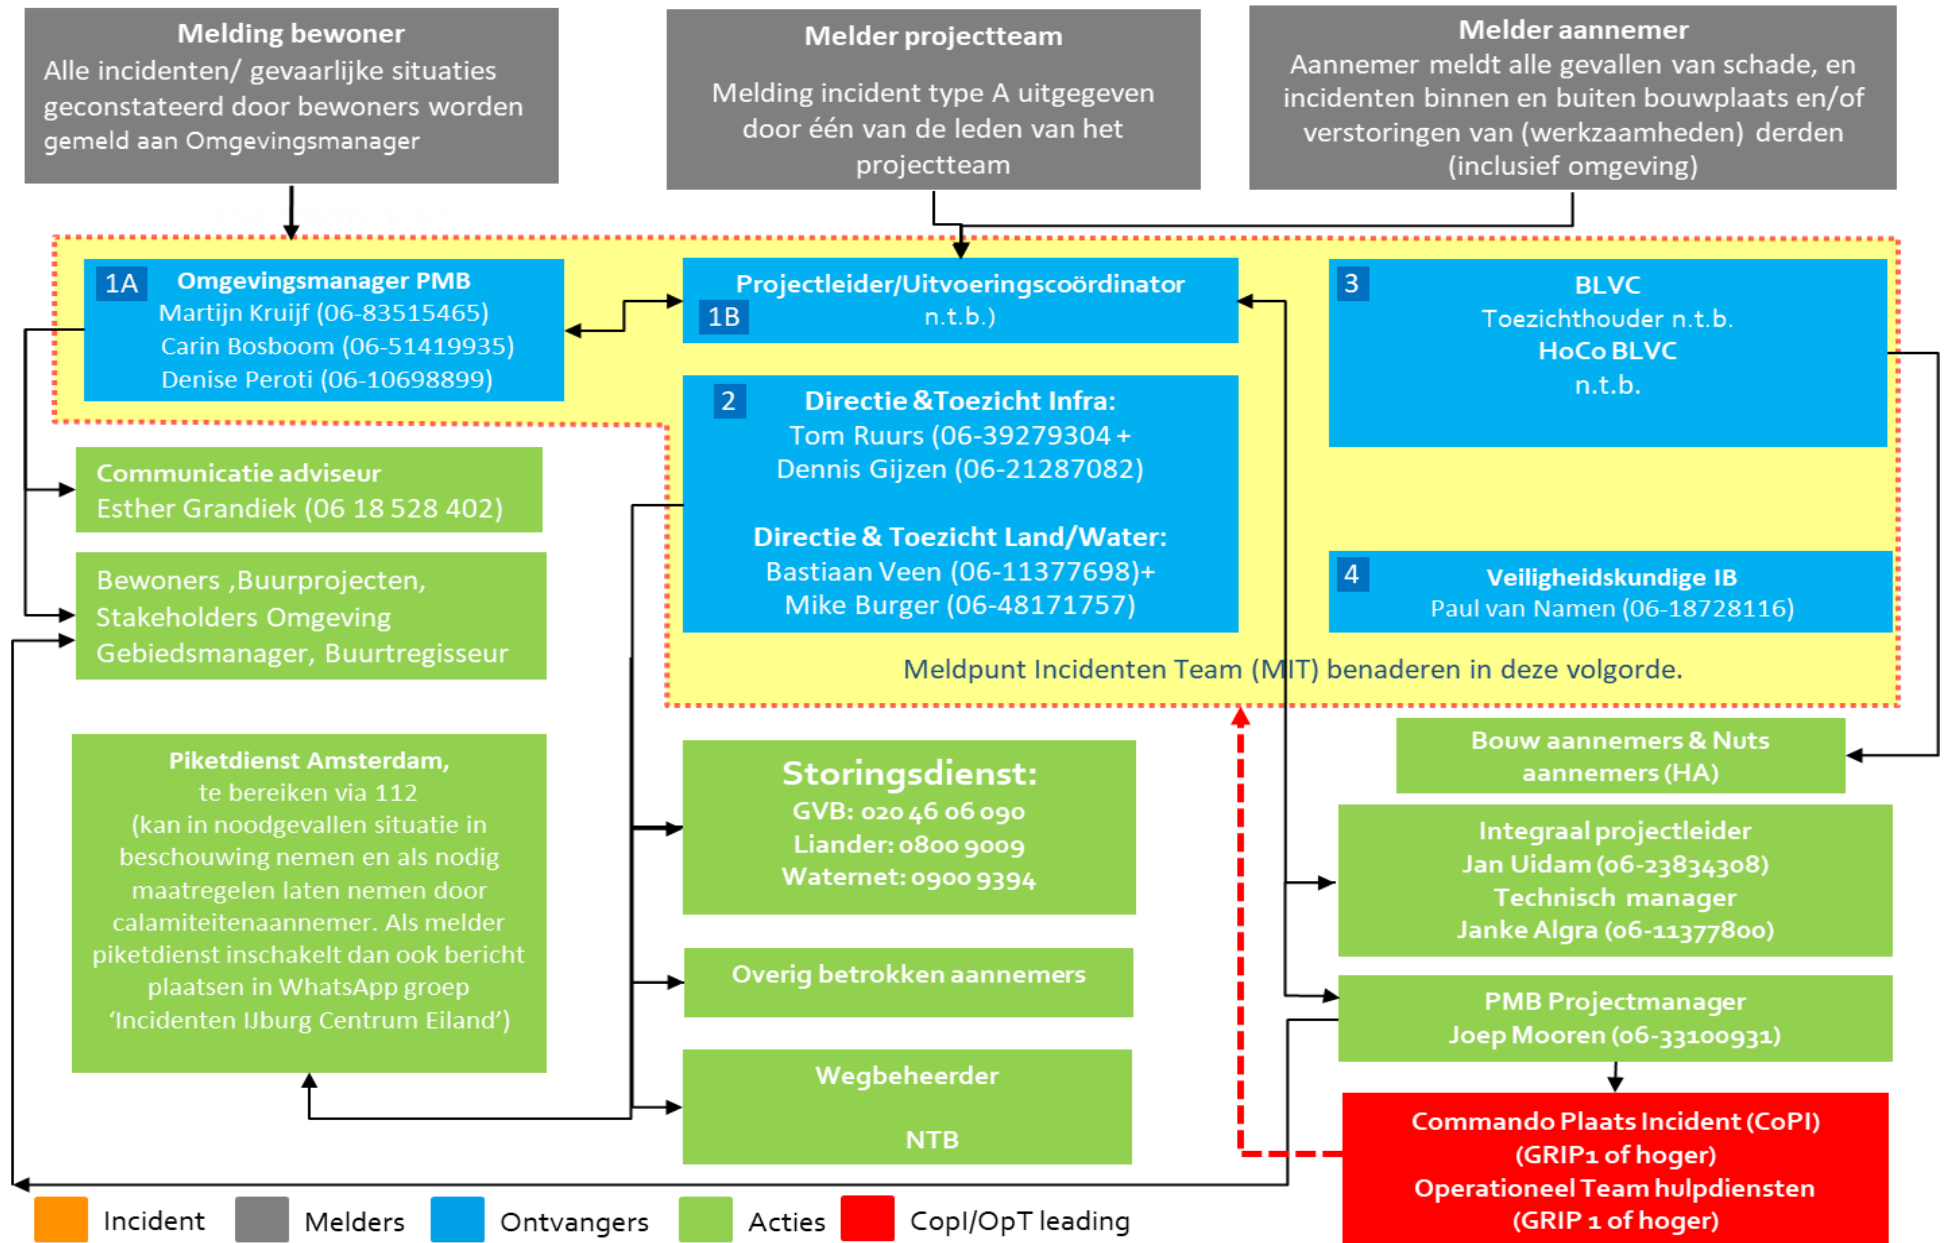 Melding bewoner
Alle incidenten/ gevaarlijke situaties
geconstateerd door bewoners worden
gemeld aan Omgevingsmanager
Melder projectteam
Melding incident type A uitgegeven
door één van de leden van het
projectteam
Melder aannemer
Aannemer meldt alle gevallen van schade, en
incidenten binnen en buiten bouwplaats en/of
verstoringen van (werkzaamheden) derden
(inclusief omgeving)
1A
Omgevingsmanager PMB
Martijn Kruijf (06-83515465)
Carin Bosboom (06-51419935)
Denise Peroti (06-10698899)
Projectleider/Uitvoeringscoördinator
1B
n.t.b.)
3
BLVC
Toezichthouder n.t.b.
HoCo BLVC
n.t.b.
2
Directie &Toezicht Infra:
Tom Ruurs (06-39279304 +
Dennis Gijzen (06-21287082)
Directie & Toezicht Land/Water:
Bastiaan Veen (06-11377698)+
Mike Burger (06-48171757)
4
Veiligheidskundige IB
Paul van Namen (06-18728116)
Meldpunt Incidenten Team (MIT) benaderen in deze volgorde.
Communicatie adviseur
Esther Grandiek (06 18 528 402)
Bewoners ,Buurprojecten,
Stakeholders Omgeving
Gebiedsmanager, Buurtregisseur
Piketdienst Amsterdam,
te bereiken via 112
(kan in noodgevallen situatie in
beschouwing nemen en als nodig
maatregelen laten nemen door
calamiteitenaannemer. Als melder
piketdienst inschakelt dan ook bericht
plaatsen in WhatsApp groep
‘Incidenten IJburg Centrum Eiland’)
Storingsdienst:
GVB: 020 46 06 090
Liander: 0800 9009
Waternet: 0900 9394
Overig betrokken aannemers
Wegbeheerder
NTB
Bouw aannemers & Nuts
aannemers (HA)
Integraal projectleider
Jan Uidam (06-23834308)
Technisch manager
Janke Algra (06-11377800)
PMB Projectmanager
Joep Mooren (06-33100931)
Commando Plaats Incident (CoPI)
(GRIP1 of hoger)
Operationeel Team hulpdiensten
(GRIP 1 of hoger)
Incident
Melders
Ontvangers
Acties
CopI/OpT leading